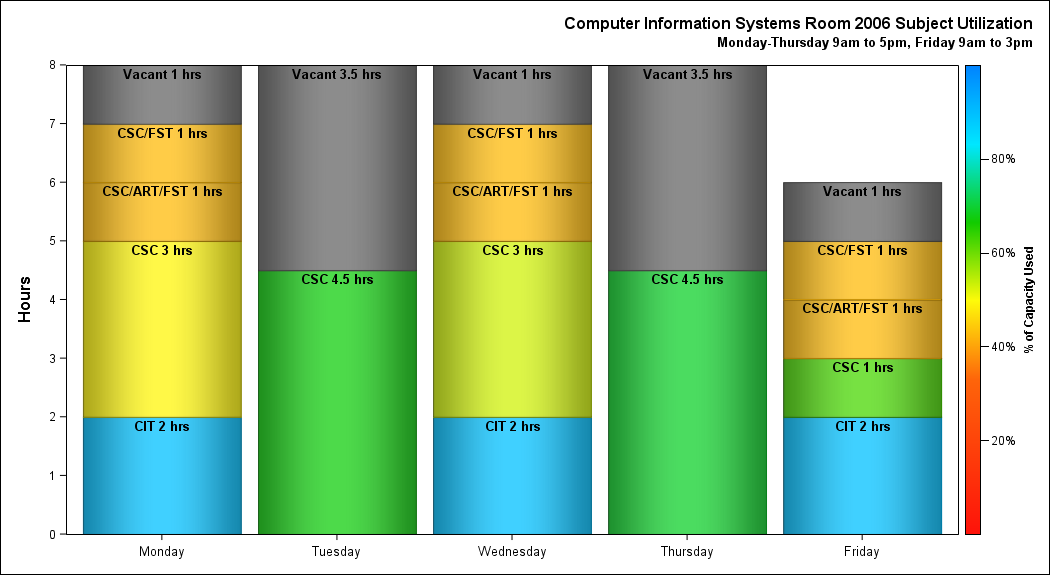 Computer Information Systems Room 2006 Subject Utilization
Monday-Thursday 9am to 5pm, Friday 9am to 3pm
Hours
8
7
6
5
4
3
2
1
0
Vacant 1 hrs
CSC/FST 1 hrs
CSC/ART/FST 1 hrs
CSC 3 hrs
CIT 2 hrs
Vacant 3.5 hrs
CSC 4.5 hrs
Vacant 1 hrs
CSC/FST 1 hrs
CSC/ART/FST 1 hrs
CSC 3 hrs
CIT 2 hrs
Vacant 3.5 hrs
CSC 4.5 hrs
Vacant 1 hrs
CSC/FST 1 hrs
CSC/ART/FST 1 hrs
CSC 1 hrs
CIT 2 hrs
Monday
Tuesday
Wednesday
Thursday
Friday
80%
60%
40%
20%
% of Capacity Used